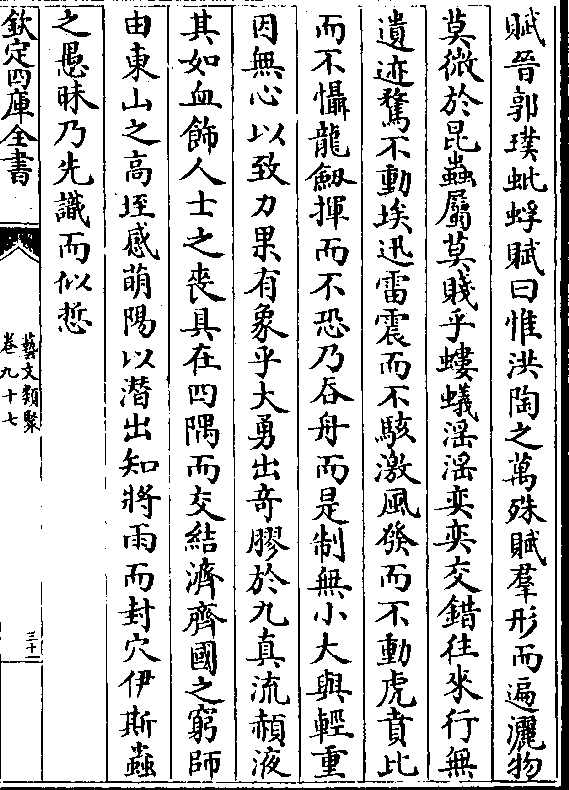 賦晉郭璞蚍蜉賦曰惟洪陶之萬殊賦羣形而遍灑物
莫微於昆蟲屬莫賤乎螻蟻淫淫奕奕交錯往來行無
遺迹騖不動埃迅雷震而不駭激風發而不動虎賁比
而不懾龍劔揮而不恐乃吞舟而是制無小大與輕重
因無心以致力果有象乎大勇出竒膠於九真流頳液
其如血飾人士之喪具在四隅而交結濟齊國之窮師
由東山之高垤感萌陽以潛出知將雨而封穴伊斯蟲
之愚昧乃先識而似悊
欽定四庫全書
藝文類聚
卷九十七
三十一